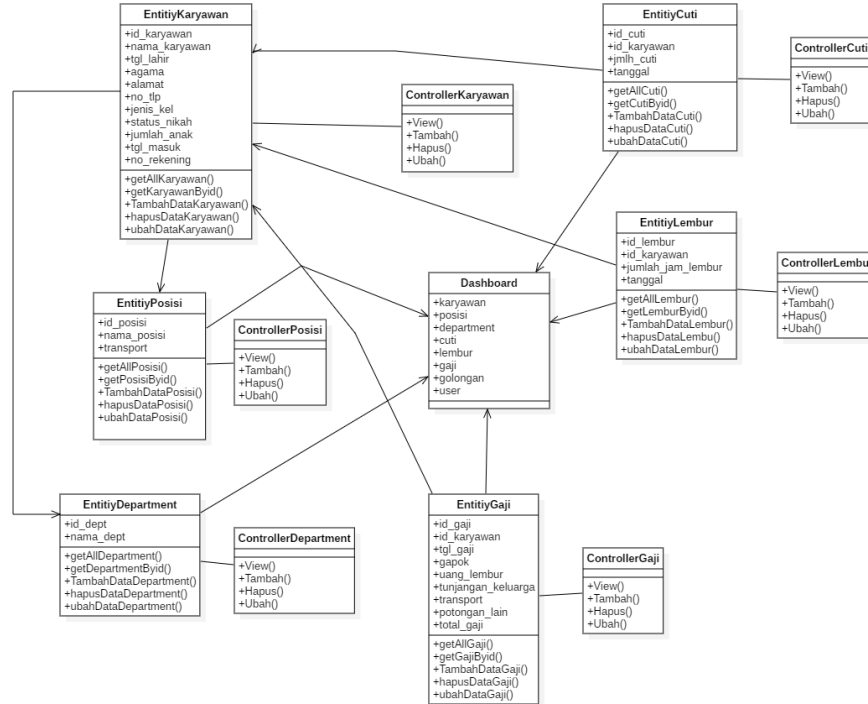 EntitiyKaryawan
+id_karyawan
+nama_karyawan
+tgl_lahir
+agama
+alamat
+no_tlp
+jenis_kel
+status_nikah
+jumlah_anak
+tgl_masuk
+no_rekening
+getAllKaryawan()
+getKaryawanByid()
+TambahDataKaryawan()
+hapusDataKaryawan()
+ubahDataKaryawan()
EntitiyCuti
+id_cuti
+id_karyawan
+jmlh_cuti
+tanggal
+getAllCuti()
+getCutiByid()
+TambahDataCuti()
+hapusDataCuti()
+ubahDataCuti()
ControllerCuti
+View()
+Tambah()
+Hapus()
+Ubah()
ControllerKaryawan
+View()
+Tambah()
+Hapus()
+Ubah()
EntitiyLembur
+id_lembur
+id_karyawan
+jumlah_jam_lembur
+tanggal
+getAllLembur()
+getLemburByid()
+TambahDataLembur()
+hapusDataLembu()
+ubahDataLembur()
ControllerLembur
+View()
+Tambah()
+Hapus()
+Ubah()
Dashboard
+karyawan
+posisi
+department
+cuti
+lembur
+gaji
+golongan
+user
EntitiyPosisi
+id_posisi
+nama_posisi
+transport
+getAllPosisi()
+getPosisiByid()
+TambahDataPosisi()
+hapusDataPosisi()
+ubahDataPosisi()
ControllerPosisi
+View()
+Tambah()
+Hapus()
+Ubah()
EntitiyDepartment
+id_dept
+nama_dept
+getAllDepartment()
+getDepartmentByid()
+TambahDataDepartment()
+hapusDataDepartment()
+ubahDataDepartment()
ControllerDepartment
+View()
+Tambah()
+Hapus()
+Ubah()
EntitiyGaji
+id_gaji
+id_karyawan
+tgl_gaji
+gapok
+uang_lembur
+tunjangan_keluarga
+transport
+potongan_lain
+total_gaji
+getAllGaji()
+getGajiByid()
+TambahDataGaji()
+hapusDataGaji()
+ubahDataGaji()
ControllerGaji
+View()
+Tambah()
+Hapus()
+Ubah()